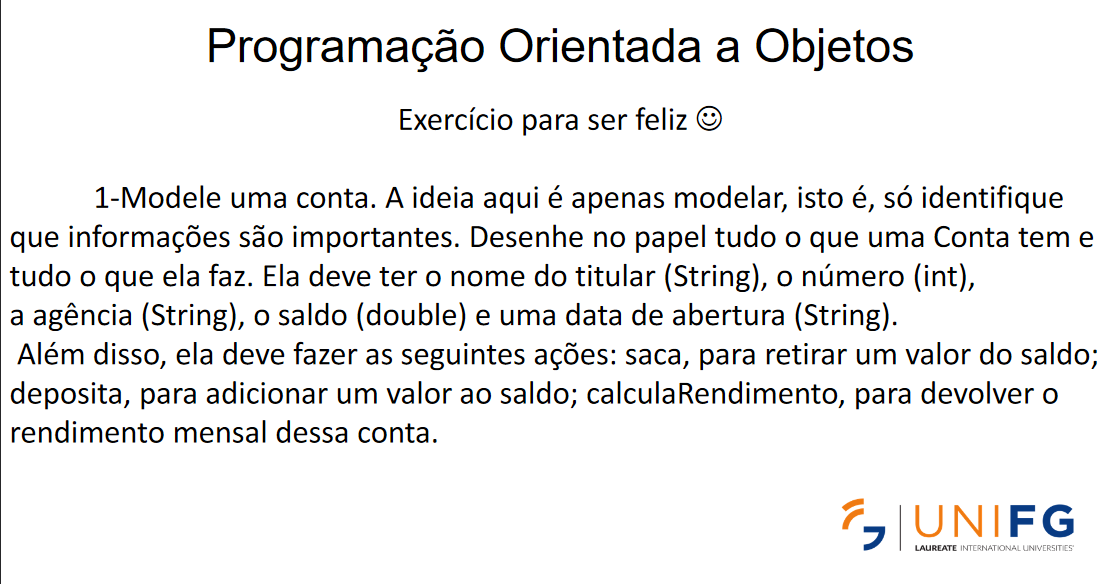 Programação Orientada a Objetos
Exercício para ser feliz ☺
1-Modele uma conta. A ideia aqui é apenas modelar, isto é, só identifique
que informações são importantes. Desenhe no papel tudo o que uma Conta tem e
tudo o que ela faz. Ela deve ter o nome do titular (String), o número (int),
a agência (String), o saldo (double) e uma data de abertura (String).
Além disso, ela deve fazer as seguintes ações: saca, para retirar um valor do saldo;
deposita, para adicionar um valor ao saldo; calculaRendimento, para devolver o
rendimento mensal dessa conta.
UNIFG
LAUREATE INTERNATIONAL UNIVERSITIES